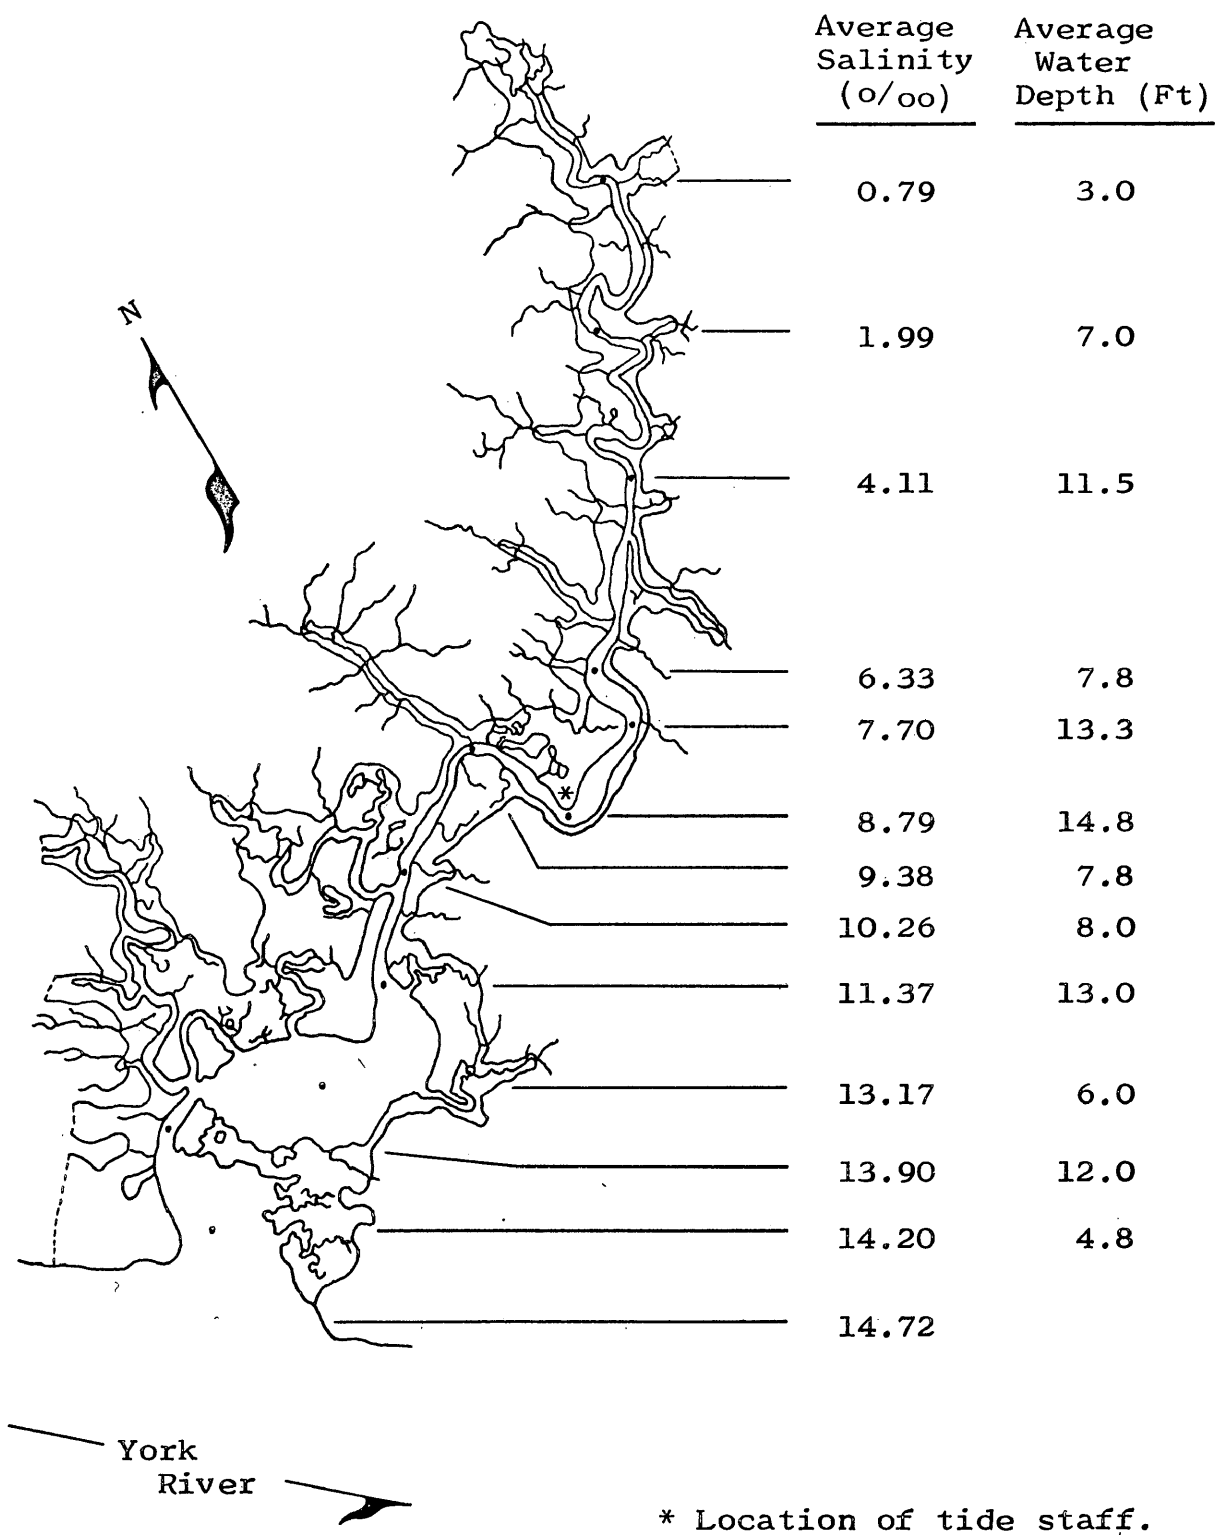 Average Average
Salinity Water
(o/oo) Depth (Ft)
0.79 3.0
N
1.99 7.0
4.11 11.5
6.33 7.8
7.70 13.3
*
8.79 14.8
9.38 7.8
10.26 8.0
11.37 13.0
13.17 6.0
13.90 12.0
14.20 4.8
14.72
York
River
* Location of tide staff.